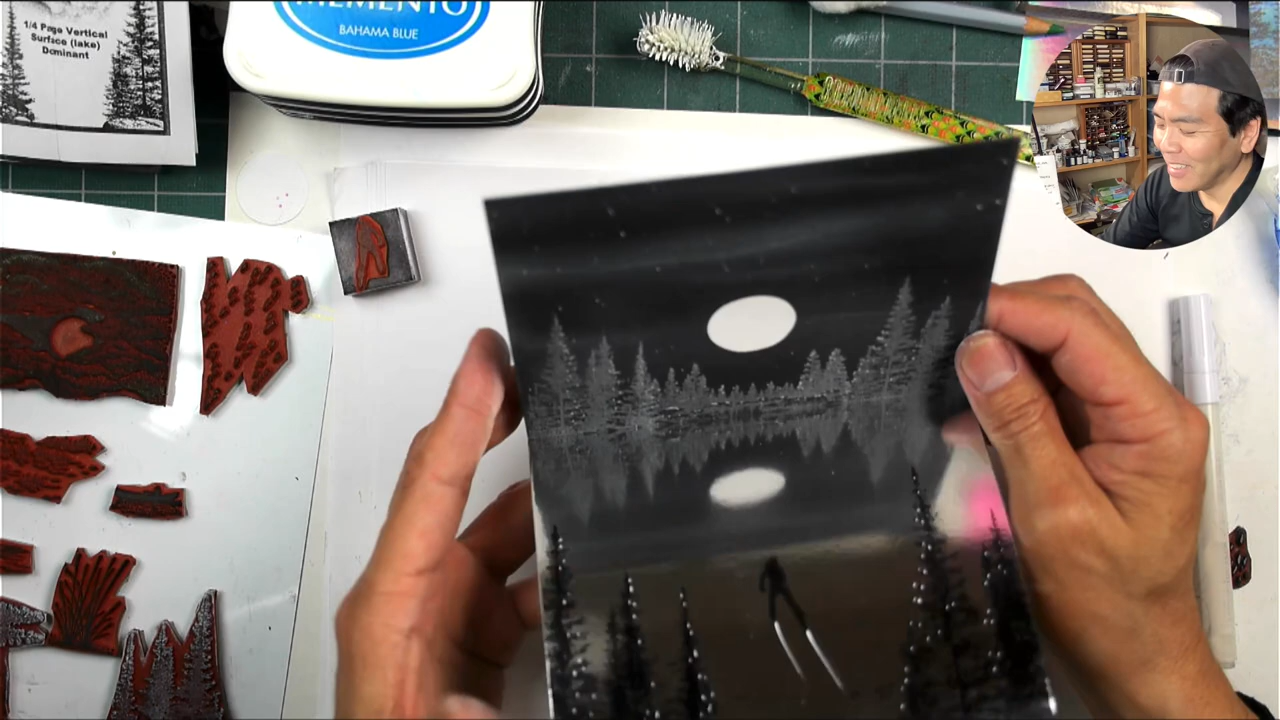 1/4 Page Vertical
Surface (lake)
Dominant
MEMENTO
BAHAMA BLUE